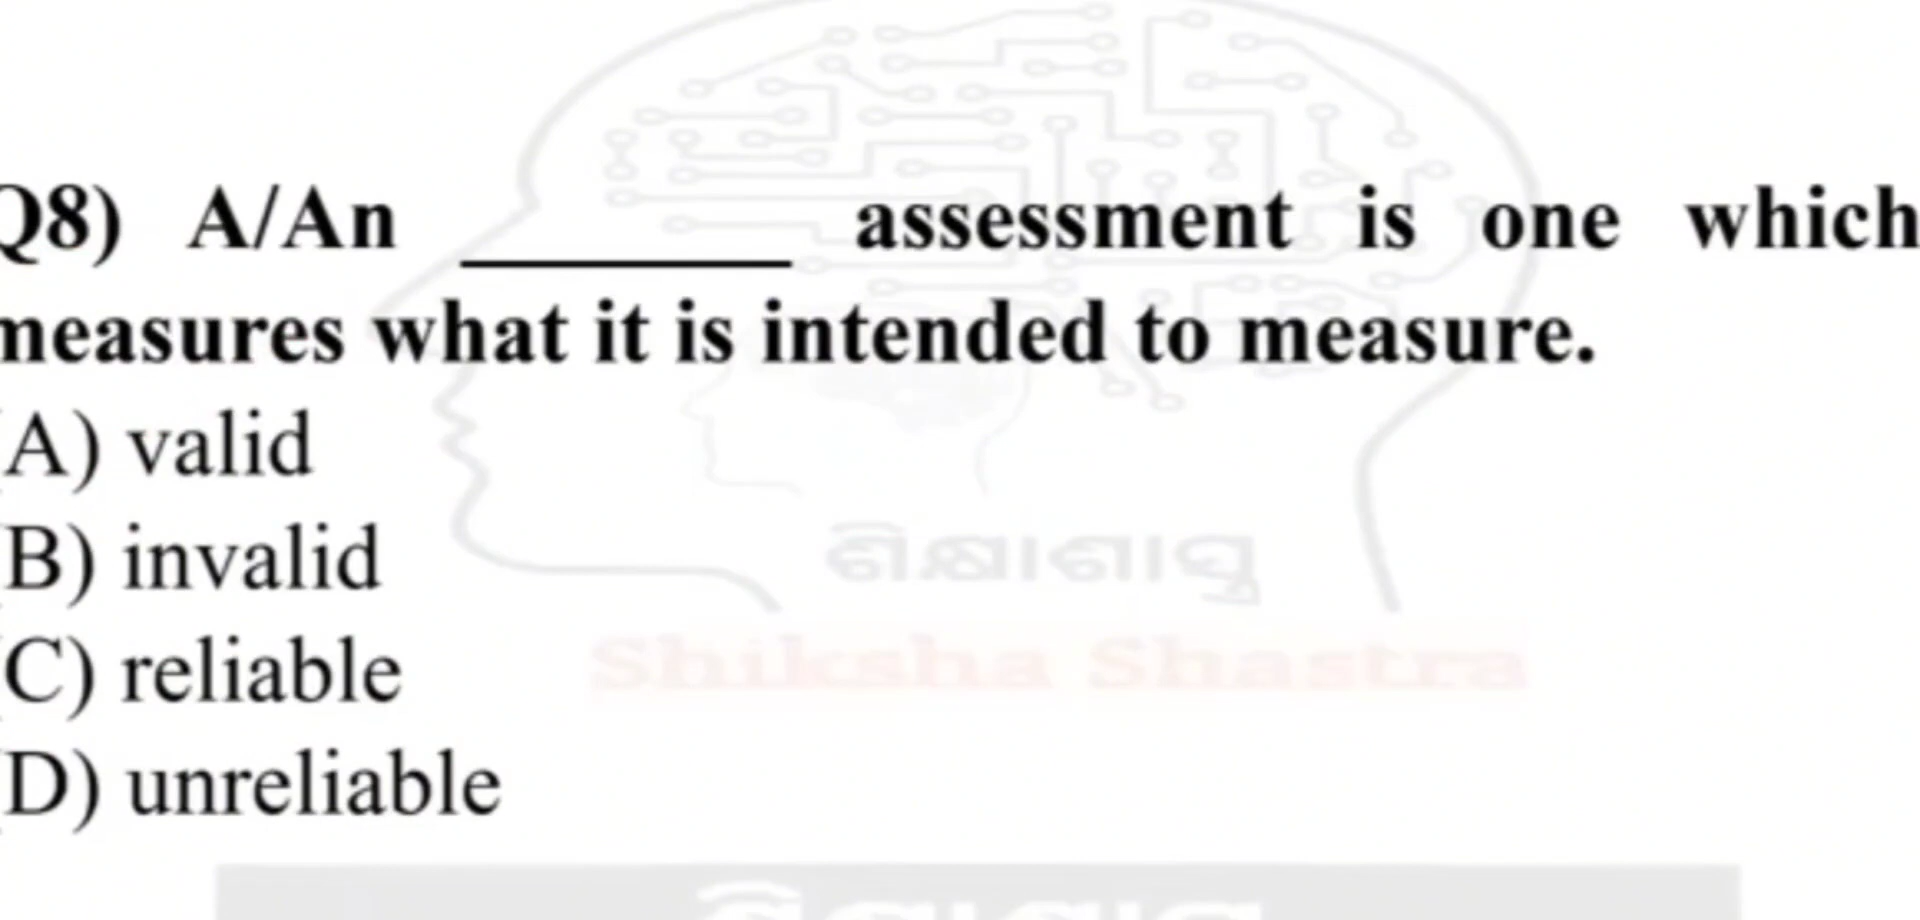 Q8) A/An ________ assessment is one which
measures what it is intended to measure.
(A) valid
(B) invalid
(C) reliable
(D) unreliable
ଶିକ୍ଷାଶାସ୍ତ୍ର
Shiksha Shastra